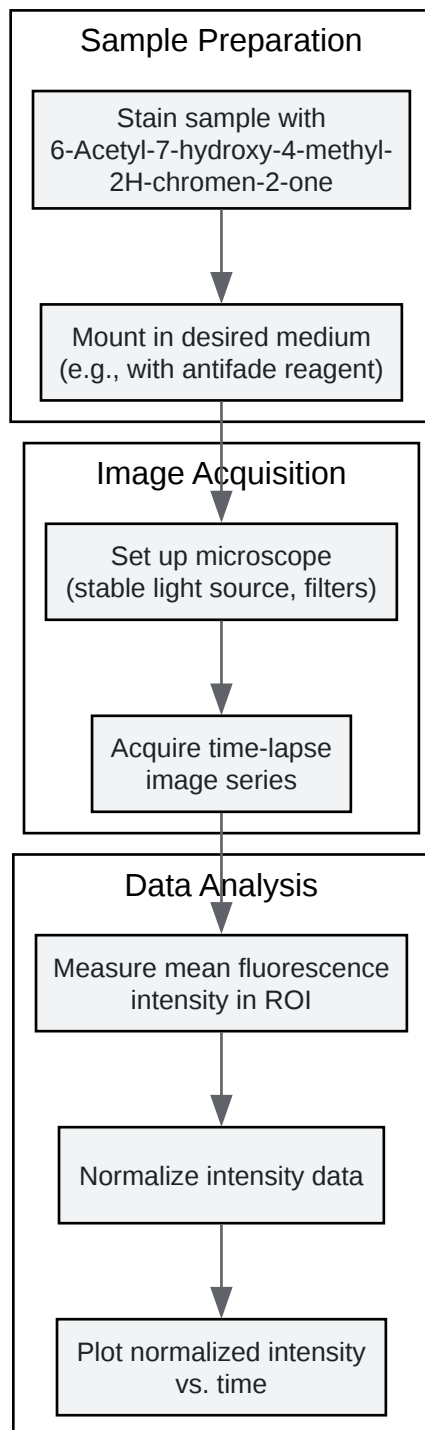 Sample Preparation
Stain sample with
6-Acetyl-7-hydroxy-4-methyl-
2H-chromen-2-one
Mount in desired medium
(e.g., with antifade reagent)
Image Acquisition
Set up microscope
(stable light source, filters)
Acquire time-lapse
image series
Data Analysis
Measure mean fluorescence
intensity in ROI
Normalize intensity data
Plot normalized intensity
vs. time